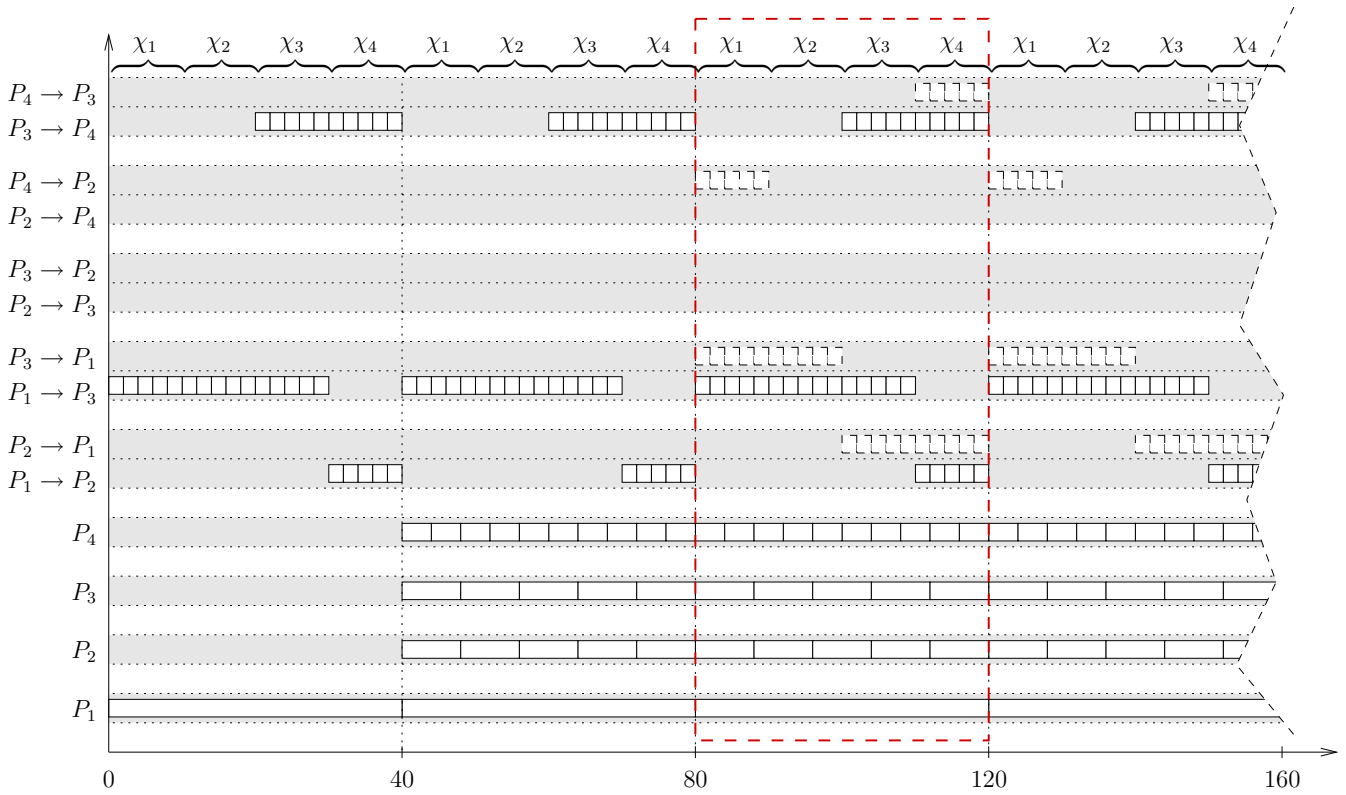 χ1 χ2 χ3 χ4 χ1 χ2 χ3 χ4 χ1 χ2 χ3 χ4 χ1 χ2 χ3 χ4
P4 → P3
P3 → P4
P4 → P2
P2 → P4
P3 → P2
P2 → P3
P3 → P1
P1 → P3
P2 → P1
P1 → P2
P4
P3
P2
P1
0 40 80 120 160